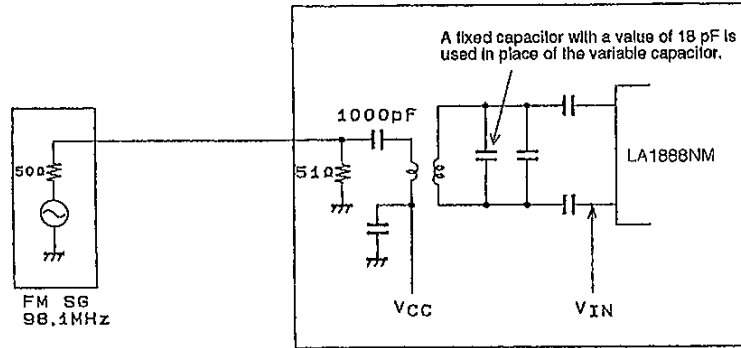 A fixed capacitor with a value of 18 pF is
used in place of the variable capacitor.
1000pF
LA1888NM
50Ω
51Ω
VCC
VIN
FM SG
98.1MHz